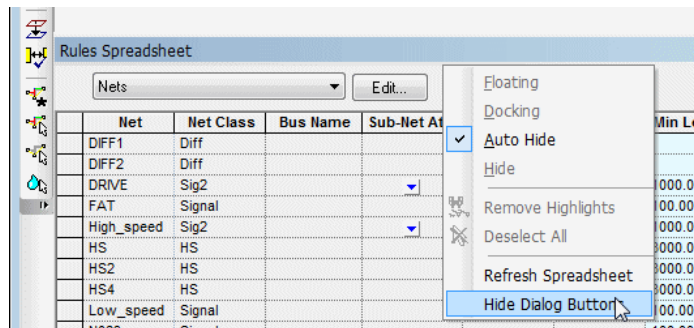 Rules Spreadsheet
Nets Edit...
Net Net Class Bus Name Sub-Net At Min Le
DIFF1 Diff
DIFF2 Diff
DRIVE Sig2 1000.0
FAT Signal 100.00
High_speed Sig2 1000.0
HS HS 3000.0
HS2 HS 3000.0
HS4 HS 3000.0
Low_speed Signal 100.00
Floating
Docking
Auto Hide
Hide
Remove Highlights
Deselect All
Refresh Spreadsheet
Hide Dialog Buttons